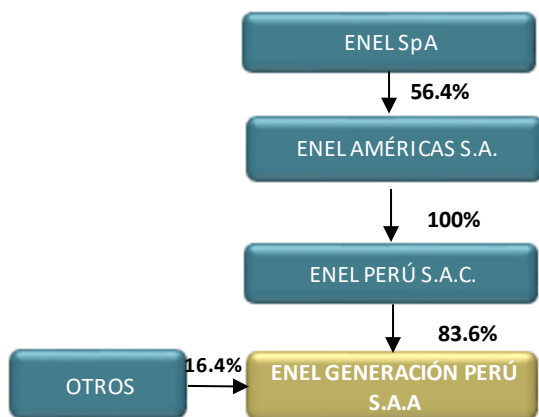 ENEL SpA
56.4%
ENEL AMÉRICAS S.A.
100%
ENEL PERÚ S.A.C.
83.6%
OTROS
16.4%
ENEL GENERACIÓN PERÚ
S.A.A